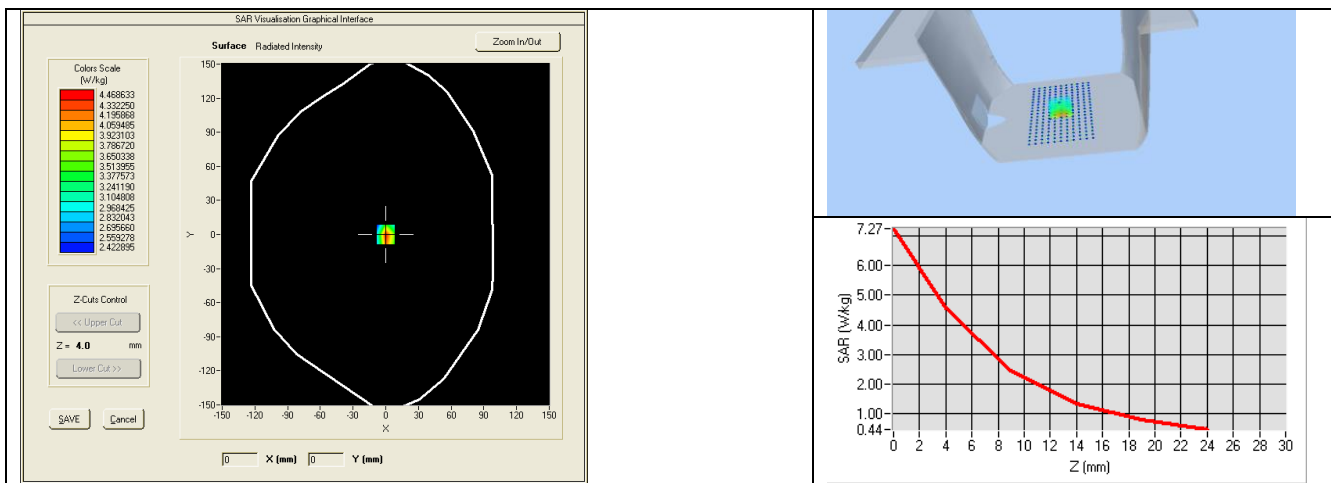 SAR Visualisation Graphical Interface
Surface Radiated Intensity
Zoom In/Out
Colors Scale
(W/kg)
4.468633
4.332250
4.195868
4.059485
3.923103
3.786720
3.650338
3.513955
3.377573
3.241190
3.104808
2.968425
2.832043
2.695660
2.559278
2.422895
Z-Cuts Control
<< Upper Cut
Z = 4.0 mm
Lower Cut >>
SAVE Cancel
150-
120-
90-
60-
30-
0-
-30-
-60-
-90-
-120-
-150-
Y
-150 -120 -90 -60 -30 0 30 60 90 120 150
X
0 X (mm) 0 Y (mm)
7.27-
6.00-
5.00-
4.00-
3.00-
2.00-
1.00-
0.44-
SAR (W/kg)
0 2 4 6 8 10 12 14 16 18 20 22 24 26 28 30
Z (mm)